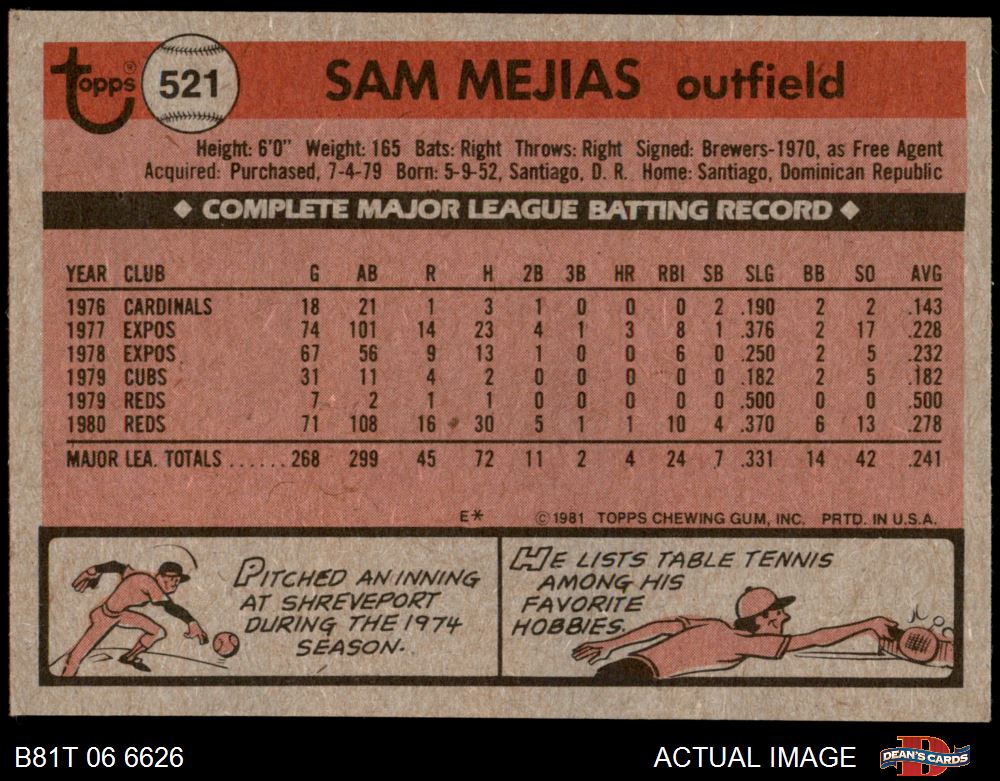 Topps® 521 SAM MEJIAS outfield
Height: 6'0" Weight: 165 Bats: Right Throws: Right Signed: Brewers-1970, as Free Agent
Acquired: Purchased, 7-4-79 Born: 5-9-52, Santiago, D. R. Home: Santiago, Dominican Republic
◆ COMPLETE MAJOR LEAGUE BATTING RECORD ◆
YEAR CLUB G AB R H 2B 3B HR RBI SB SLG BB SO AVG
1976 CARDINALS 18 21 1 3 1 0 0 0 2 .190 2 2 .143
1977 EXPOS 74 101 14 23 4 1 3 8 1 .376 2 17 .228
1978 EXPOS 67 56 9 13 1 0 0 6 0 .250 2 5 .232
1979 CUBS 31 11 4 2 0 0 0 0 0 .182 2 5 .182
1979 REDS 7 2 1 1 0 0 0 0 0 .500 0 0 .500
1980 REDS 71 108 16 30 5 1 1 10 4 .370 6 13 .278
MAJOR LEA. TOTALS ...... 268 299 45 72 11 2 4 24 7 .331 14 42 .241
E* ©1981 TOPPS CHEWING GUM, INC. PRTD. IN U.S.A.
PITCHED AN INNING
AT SHREVEPORT
DURING THE 1974
SEASON.
HE LISTS TABLE TENNIS
AMONG HIS
FAVORITE
HOBBIES.
B81T 06 6626 ACTUAL IMAGE DEAN'S CARDS